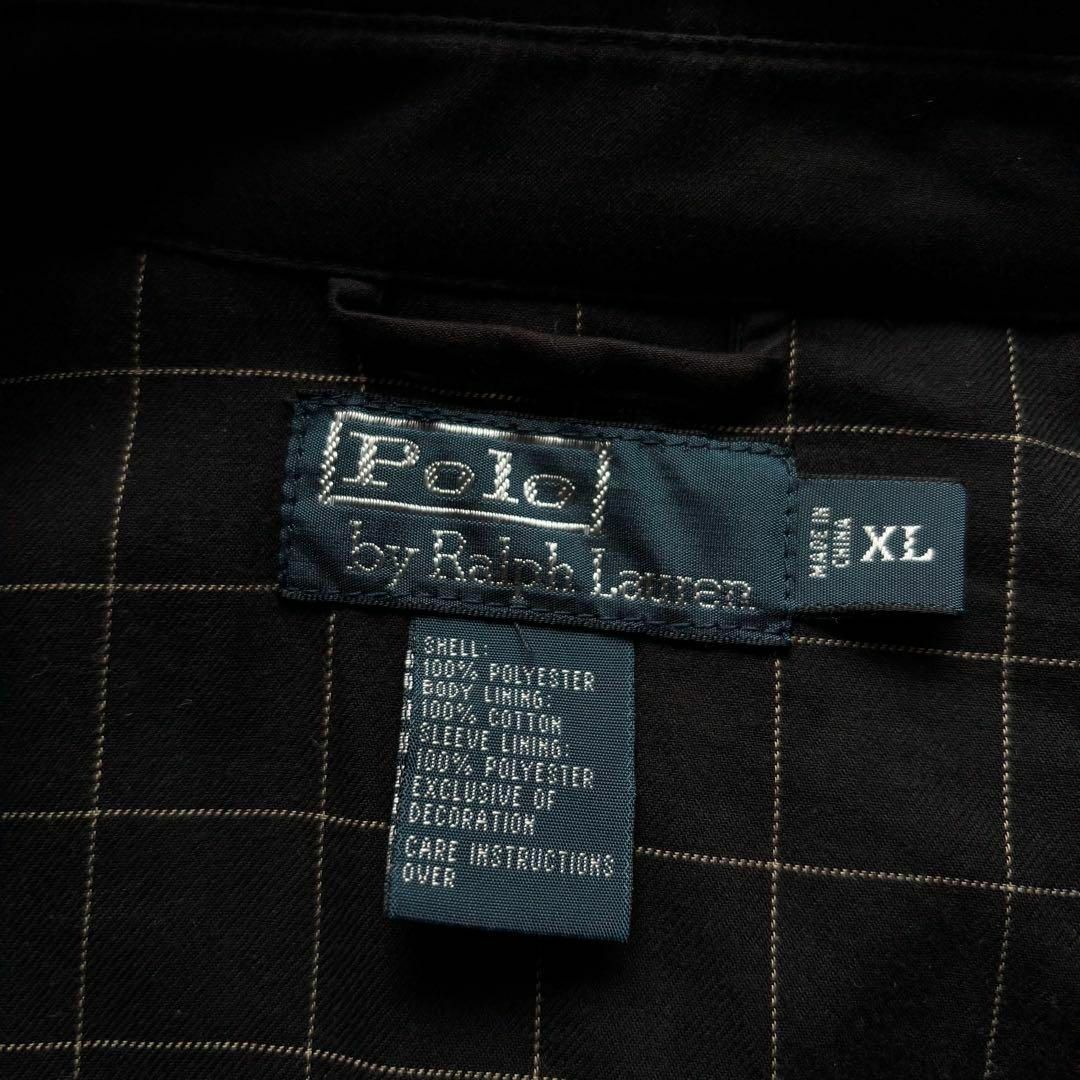 Polo
by Ralph Lauren
MADE IN
CHINA
XL
SHELL:
100% POLYESTER
BODY LINING:
100% COTTON
SLEEVE LINING:
100% POLYESTER
EXCLUSIVE OF
DECORATION
CARE INSTRUCTIONS
OVER